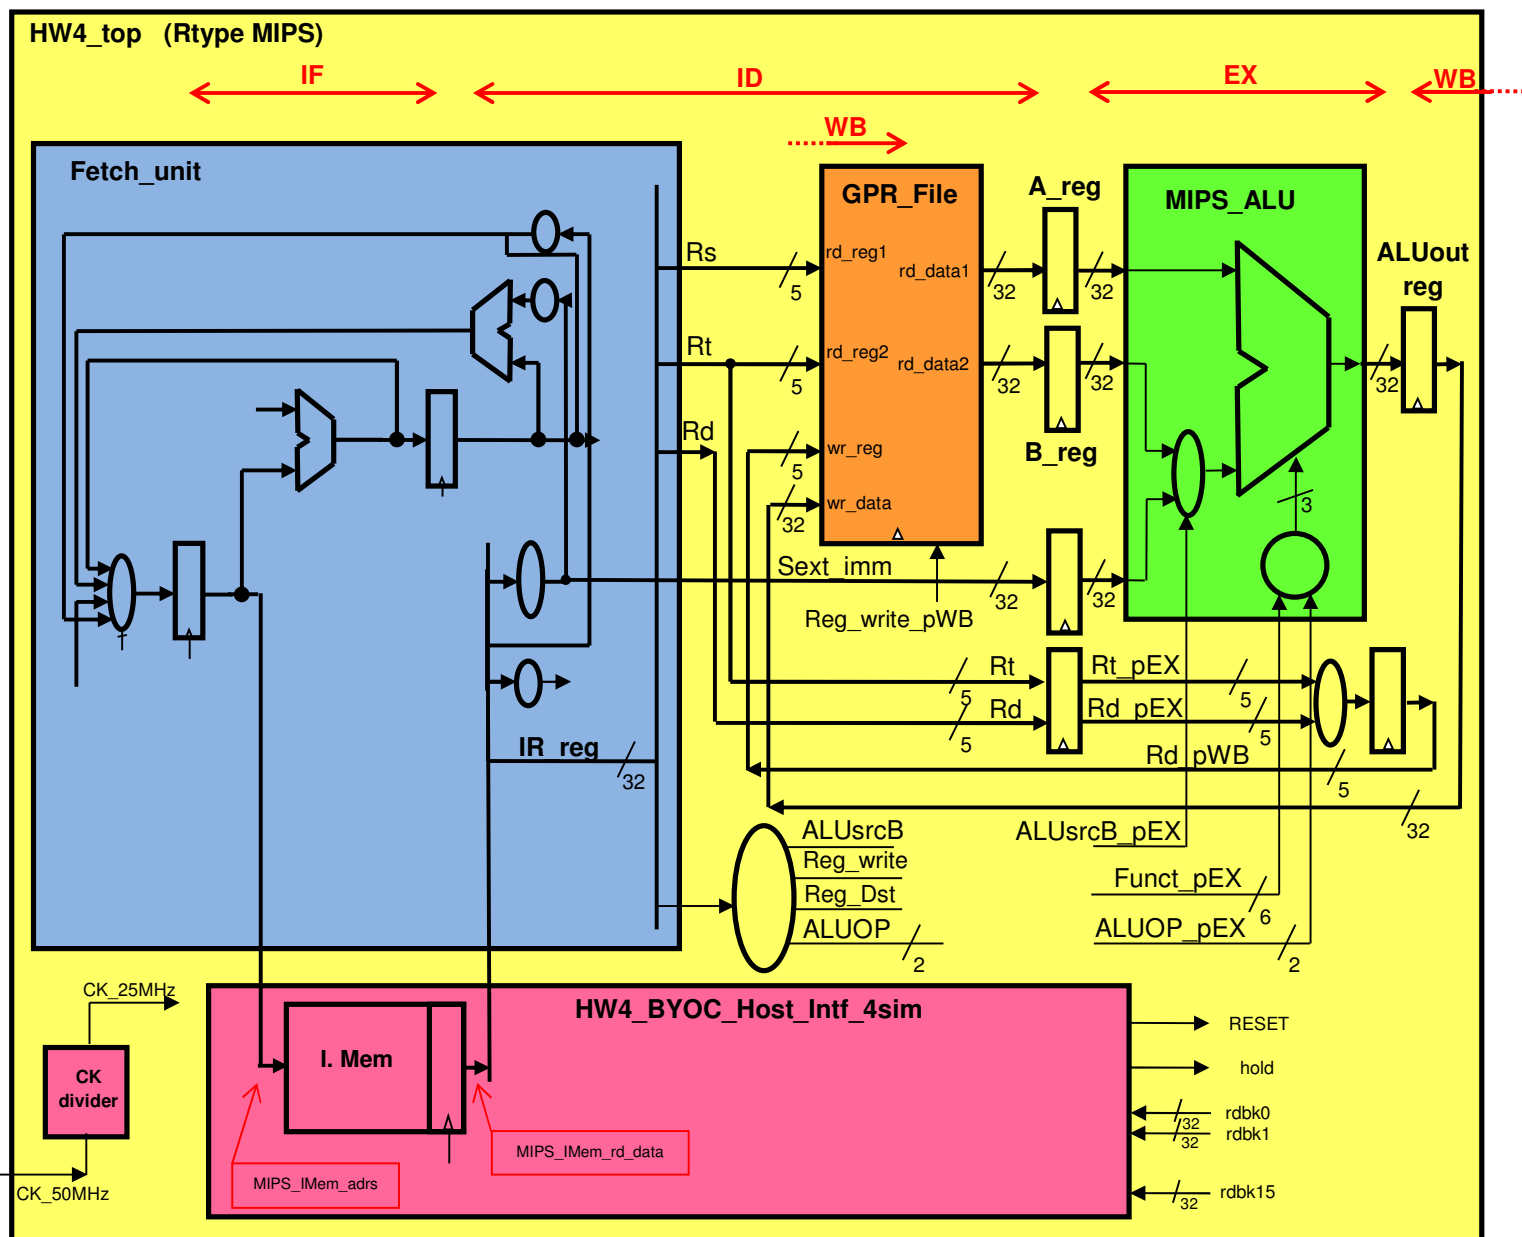 HW4_top (Rtype MIPS)
IF
ID
EX
WB
WB
Fetch_unit
GPR_File
A_reg
MIPS_ALU
ALUout
reg
Rs
5
rd_reg1
rd_data1
32
32
Rt
5
rd_reg2
rd_data2
32
32
32
B_reg
Rd
5
wr_reg
32
wr_data
3
Sext_imm
32
32
Reg_write_pWB
Rt
5
Rt_pEX
5
Rd
5
Rd_pEX
5
IR_reg
32
Rd_pWB
5
32
ALUsrcB
Reg_write
Reg_Dst
ALUOP
2
ALUsrcB_pEX
Funct_pEX
6
ALUOP_pEX
2
CK_25MHz
CK
divider
CK_50MHz
HW4_BYOC_Host_Intf_4sim
I. Mem
MIPS_IMem_adrs
MIPS_IMem_rd_data
RESET
hold
rdbk0
32
rdbk1
32
rdbk15
32